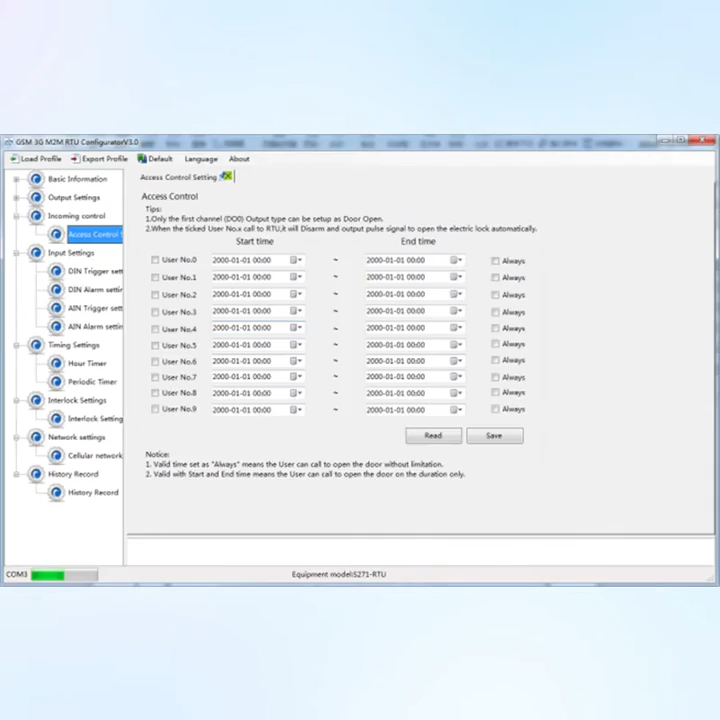 GSM 3G M2M RTU ConfiguratorV3.0
Load Profile Export Profile Default Language About
Basic Information
Output Settings
Incoming control
Access Control S
Input Settings
DIN Trigger sett
DIN Alarm settin
AIN Trigger sett
AIN Alarm settin
Timing Settings
Hour Timer
Periodic Timer
Interlock Settings
Interlock Setting
Network settings
Cellular network
History Record
History Record
Access Control Setting
Access Control
Tips:
1.Only the first channel (DO0) Output type can be setup as Door Open.
2.When the ticked User No.x call to RTU,it will Disarm and output pulse signal to open the electric lock automatically.
Start time End time
User No.0 2000-01-01 00:00 ~ 2000-01-01 00:00 Always
User No.1 2000-01-01 00:00 ~ 2000-01-01 00:00 Always
User No.2 2000-01-01 00:00 ~ 2000-01-01 00:00 Always
User No.3 2000-01-01 00:00 ~ 2000-01-01 00:00 Always
User No.4 2000-01-01 00:00 ~ 2000-01-01 00:00 Always
User No.5 2000-01-01 00:00 ~ 2000-01-01 00:00 Always
User No.6 2000-01-01 00:00 ~ 2000-01-01 00:00 Always
User No.7 2000-01-01 00:00 ~ 2000-01-01 00:00 Always
User No.8 2000-01-01 00:00 ~ 2000-01-01 00:00 Always
User No.9 2000-01-01 00:00 ~ 2000-01-01 00:00 Always
Read Save
Notice:
1. Valid time set as "Always" means the User can call to open the door without limitation.
2. Valid with Start and End time means the User can call to open the door on the duration only.
COM3 Equipment model:S271-RTU